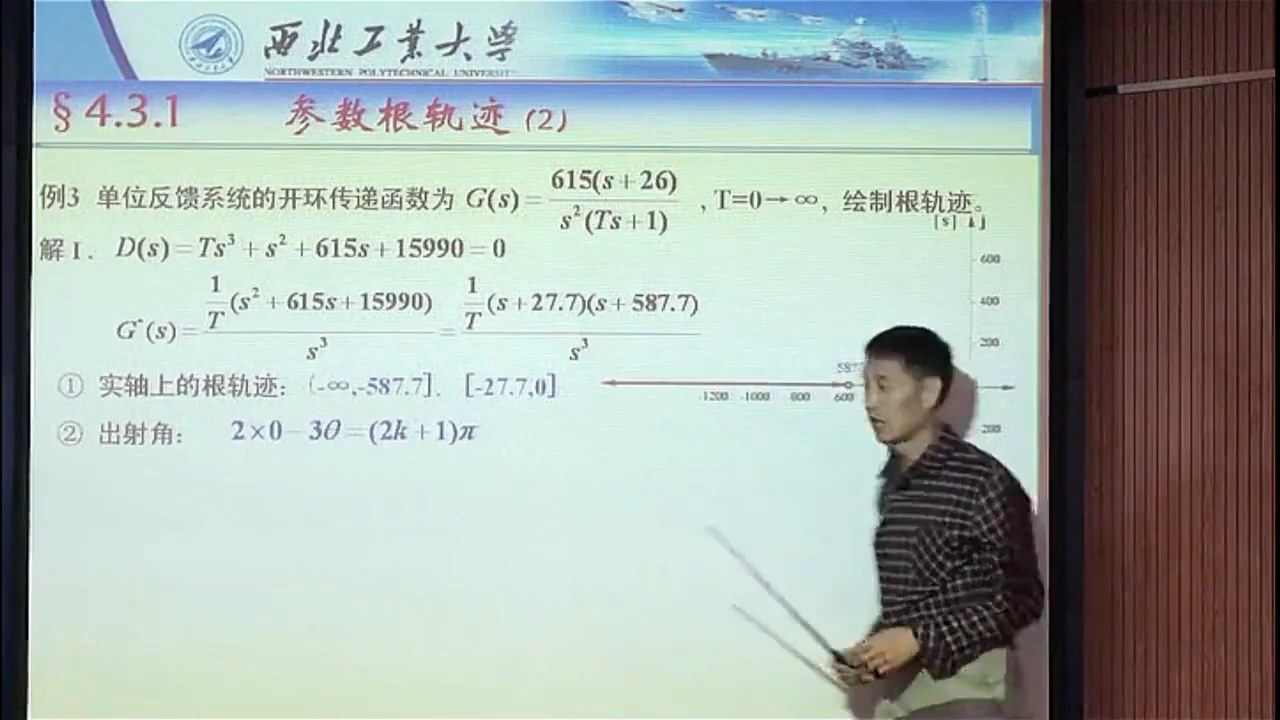 西北工业大学
NORTHWESTERN POLYTECHNICAL UNIVERSITY
§4.3.1 参数根轨迹(2)
例3 单位反馈系统的开环传递函数为 G(s)=615(s+26)/s²(Ts+1) , T=0→∞, 绘制根轨迹。
[s] j
解1. D(s)=Ts³+s²+615s+15990=0
600
G*(s)=1/T(s²+615s+15990)/s³=1/T(s+27.7)(s+587.7)/s³
400
200
① 实轴上的根轨迹: (-∞,-587.7]. [-27.7,0]
587
-1200 -1000 800 600
② 出射角: 2×0-3θ=(2k+1)π
200